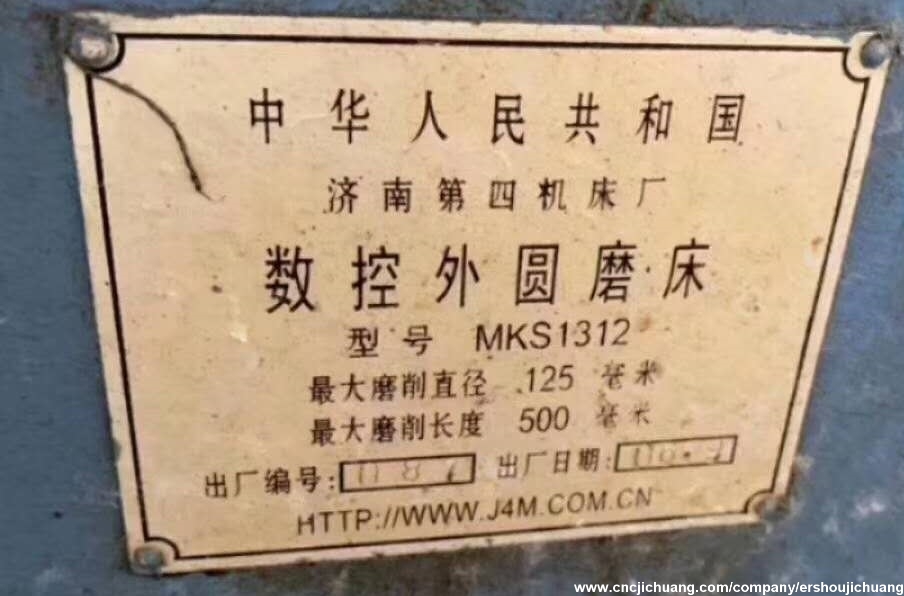 中华人民共和国
济南第四机床厂
数控外圆磨床
型号 MKS1312
最大磨削直径 125 毫米
最大磨削长度 500 毫米
出厂编号: 出厂日期:
HTTP://WWW.J4M.COM.CN
www.cncjichuang.com/company/ershoujichuang